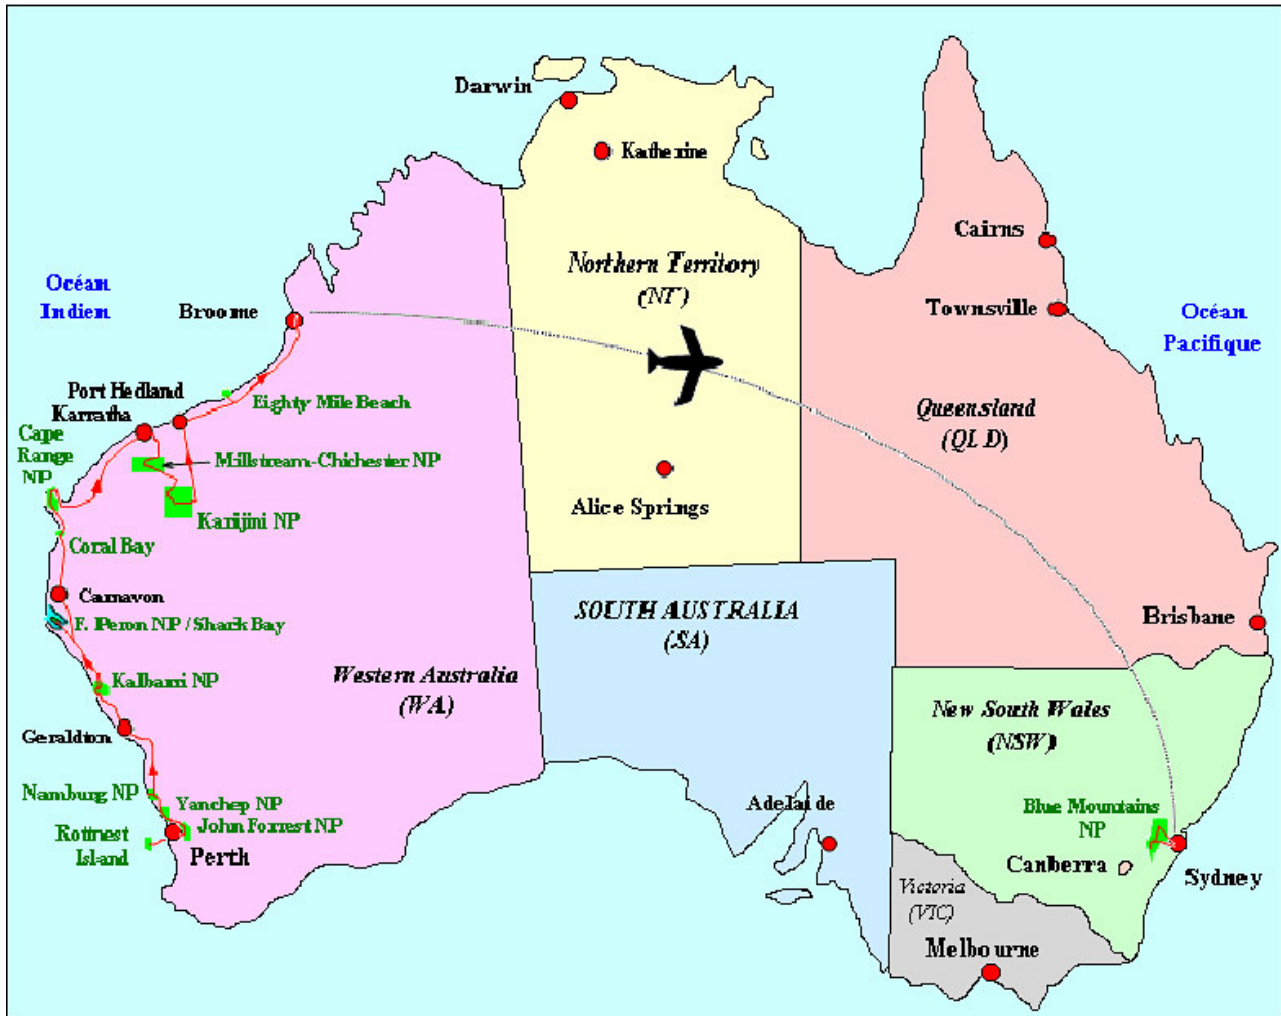 Darwin
Katherine
Cairns
Northern Territory
(NT)
Océan
Indien
Broome
Townsville
Océan
Pacifique
Port Hedland
Karratha
Eighty Mile Beach
Queensland
(QLD)
Cape
Range
NP
Millstream-Chichester NP
Alice Springs
Karijini NP
Coral Bay
Carnavon
F. Peron NP / Shark Bay
SOUTH AUSTRALIA
(SA)
Brisbane
Western Australia
(WA)
Kalbarri NP
New South Wales
(NSW)
Geraldton
Namburg NP
Yanchep NP
Adelaide
Blue Mountains
NP
John Forrest NP
Rottnest
Island
Perth
Canberra
Sydney
Victoria
(VIC)
Melbourne